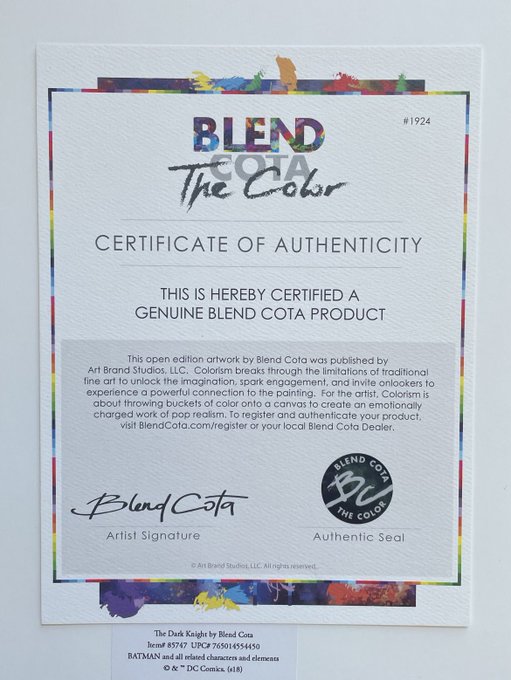 #1924
BLEND
COTA
The Color
CERTIFICATE OF AUTHENTICITY
THIS IS HEREBY CERTIFIED A
GENUINE BLEND COTA PRODUCT
This open edition artwork by Blend Cota was published by
Art Brand Studios, LLC.  Colorism breaks through the limitations of traditional
fine art to unlock the imagination, spark engagement, and invite onlookers to
experience a powerful connection to the painting.  For the artist, Colorism is
about throwing buckets of color onto a canvas to create an emotionally
charged work of pop realism. To register and authenticate your product,
visit BlendCota.com/register or your local Blend Cota Dealer.
Blend Cota
Artist Signature
BLEND COTA
BC
THE COLOR
Authentic Seal
© Art Brand Studios, LLC. All rights reserved.
The Dark Knight by Blend Cota
Item# 85747  UPC# 765014554450
BATMAN and all related characters and elements
© & ™ DC Comics. (s18)